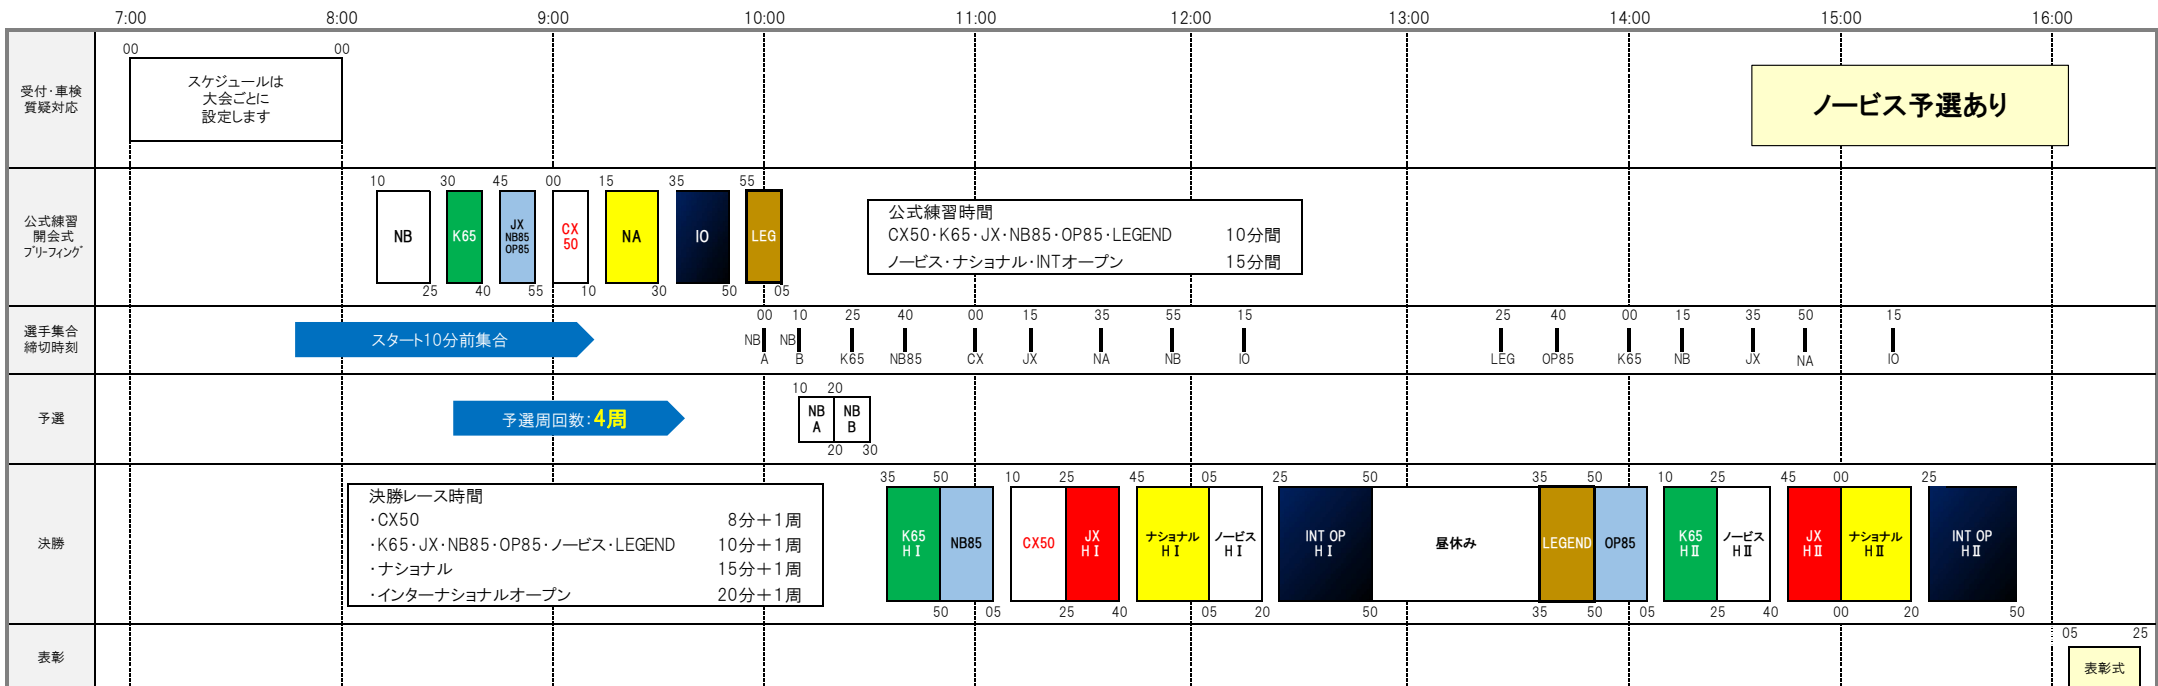 7:00 8:00 9:00 10:00 11:00 12:00 13:00 14:00 15:00 16:00
00 00
受付・車検
質疑対応
スケジュールは
大会ごとに
設定します
ノービス予選あり
公式練習
開会式
ブリーフィング
10 30 45 00 15 35 55
NB
K65
JX
NB85
OP85
CX
50
NA
IO
LEG
25 40 55 10 30 50 05
公式練習時間
CX50・K65・JX・NB85・OP85・LEGEND 10分間
ノービス・ナショナル・INTオープン 15分間
選手集合
締切時刻
スタート10分前集合
00 10 25 40 00 15 35 55 15 25 40 00 15 35 50 15
NB NB
A B K65 NB85 CX JX NA NB IO LEG OP85 K65 NB JX NA IO
予選
予選周回数:4周
10 20
NB
A
NB
B
20 30
決勝
決勝レース時間
・CX50 8分+1周
・K65・JX・NB85・OP85・ノービス・LEGEND 10分+1周
・ナショナル 15分+1周
・インターナショナルオープン 20分+1周
35 50 10 25 45 05 25 50 35 50 10 25 45 00 25
K65
HⅠ
NB85
CX50
JX
HⅠ
ナショナル
HⅠ
ノービス
HⅠ
INT OP
HⅠ
昼休み
LEGEND
OP85
K65
HⅡ
ノービス
HⅡ
JX
HⅡ
ナショナル
HⅡ
INT OP
HⅡ
50 05 25 40 05 20 50 35 50 05 25 40 00 20 50
表彰
05 25
表彰式